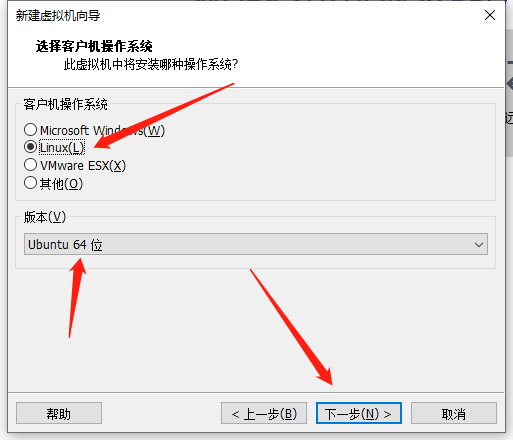 新建虚拟机向导
选择客户机操作系统
此虚拟机中将安装哪种操作系统?
客户机操作系统
Microsoft Windows(W)
Linux(L)
VMware ESX(X)
其他(O)
版本(V)
Ubuntu 64 位
帮助
< 上一步(B)
下一步(N) >
取消